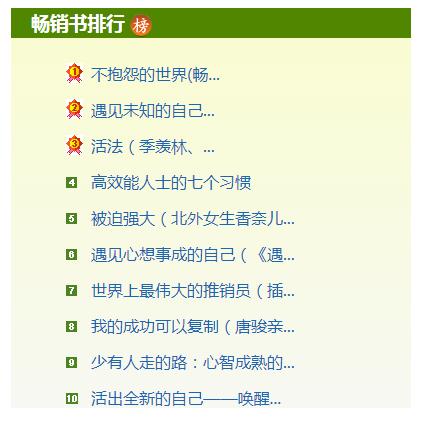 畅销书排行 榜
1 不抱怨的世界(畅...
2 遇见未知的自己...
3 活法（季羡林、...
4 高效能人士的七个习惯
5 被迫强大（北外女生香奈儿...
6 遇见心想事成的自己（《遇...
7 世界上最伟大的推销员（插...
8 我的成功可以复制（唐骏亲...
9 少有人走的路：心智成熟的...
10 活出全新的自己——唤醒...